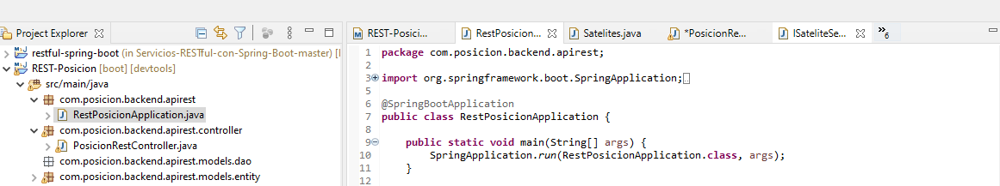 Project Explorer
restful-spring-boot (in Servicios-RESTful-con-Spring-Boot-master) [
REST-Posicion [boot] [devtools]
src/main/java
com.posicion.backend.apirest
RestPosicionApplication.java
com.posicion.backend.apirest.controller
PosicionRestController.java
com.posicion.backend.apirest.models.dao
com.posicion.backend.apirest.models.entity
REST-Posici... RestPosicion... Satelites.java *PosicionRe... ISateliteSe... »6
1 package com.posicion.backend.apirest;
2
3 import org.springframework.boot.SpringApplication;
5
6 @SpringBootApplication
7 public class RestPosicionApplication {
8
9 public static void main(String[] args) {
10 SpringApplication.run(RestPosicionApplication.class, args);
11 }
12